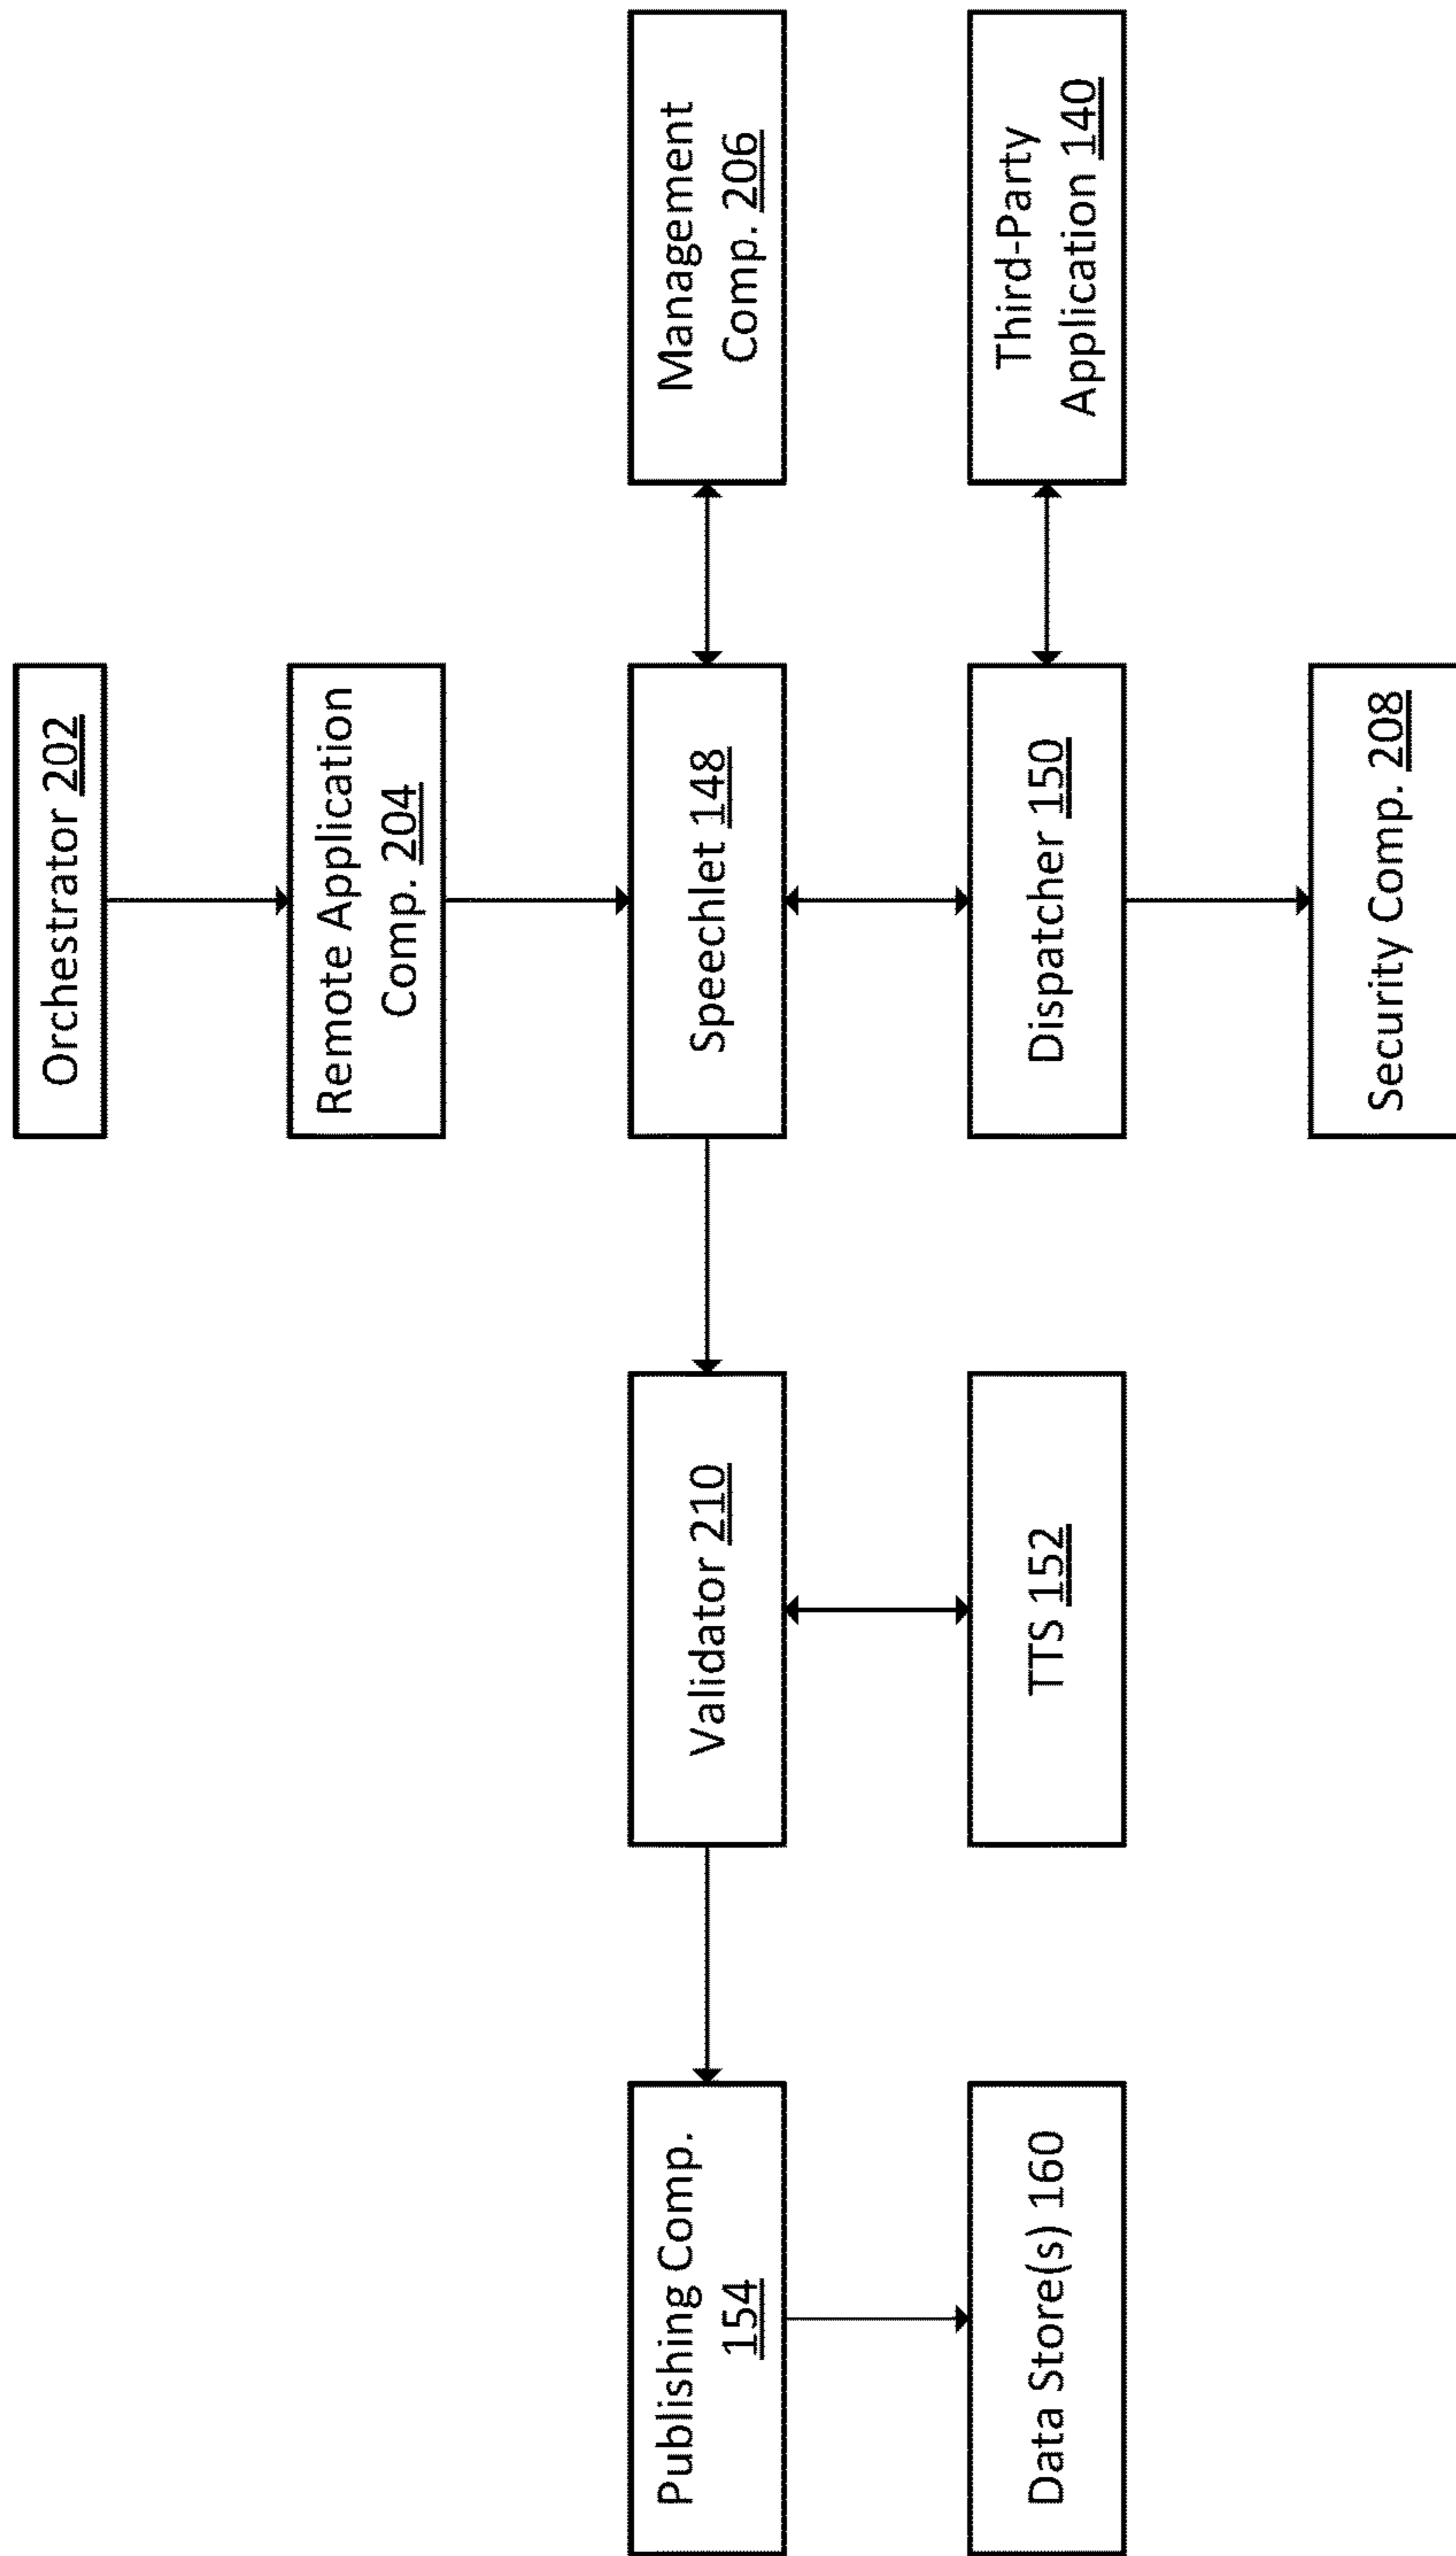 Orchestrator 202
Remote Application
Comp. 204
Publishing Comp.
154
Validator 210
Speechlet 148
Management
Comp. 206
Data Store(s) 160
TTS 152
Dispatcher 150
Third-Party
Application 140
Security Comp. 208